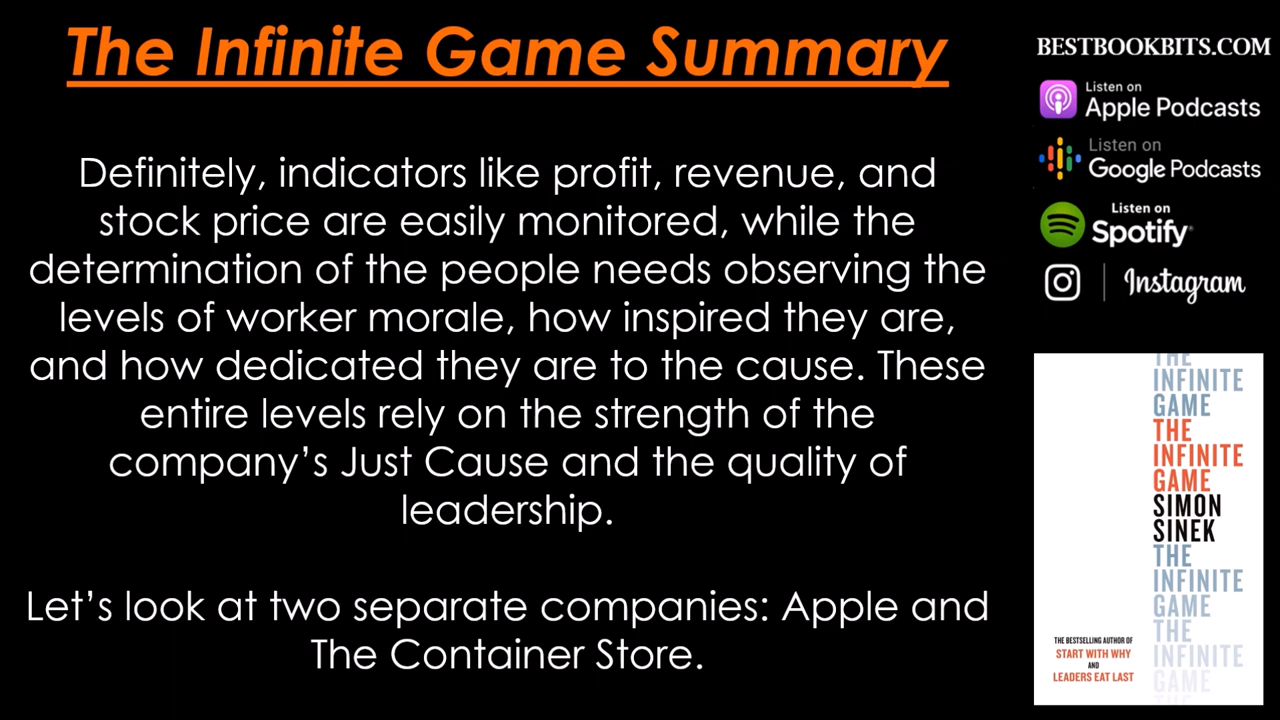 The Infinite Game Summary
Definitely, indicators like profit, revenue, and
stock price are easily monitored, while the
determination of the people needs observing the
levels of worker morale, how inspired they are,
and how dedicated they are to the cause. These
entire levels rely on the strength of the
company’s Just Cause and the quality of
leadership.
Let’s look at two separate companies: Apple and
The Container Store.
BESTBOOKBITS.COM
Listen on
Apple Podcasts
Listen on
Google Podcasts
Listen on
Spotify
Instagram
THE
INFINITE
GAME
THE
INFINITE
GAME
SIMON
SINEK
THE
INFINITE
GAME
THE
INFINITE
GAME
THE BESTSELLING AUTHOR OF
START WITH WHY
AND
LEADERS EAT LAST